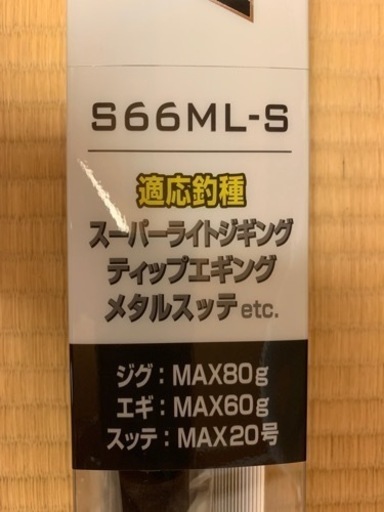 S66ML-S
適応釣種
スーパーライトジギング
ティップエギング
メタルスッテetc.
ジグ：MAX80g
エギ：MAX60g
スッテ：MAX20号